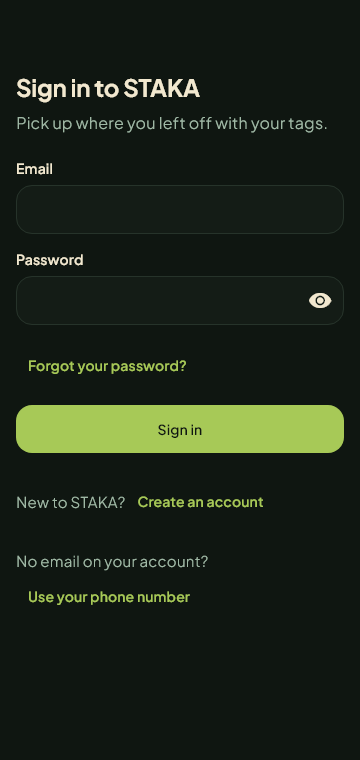 Sign in to STAKA
Pick up where you left off with your tags.
Email
Password
Forgot your password?
Sign in
New to STAKA? Create an account
No email on your account?
Use your phone number